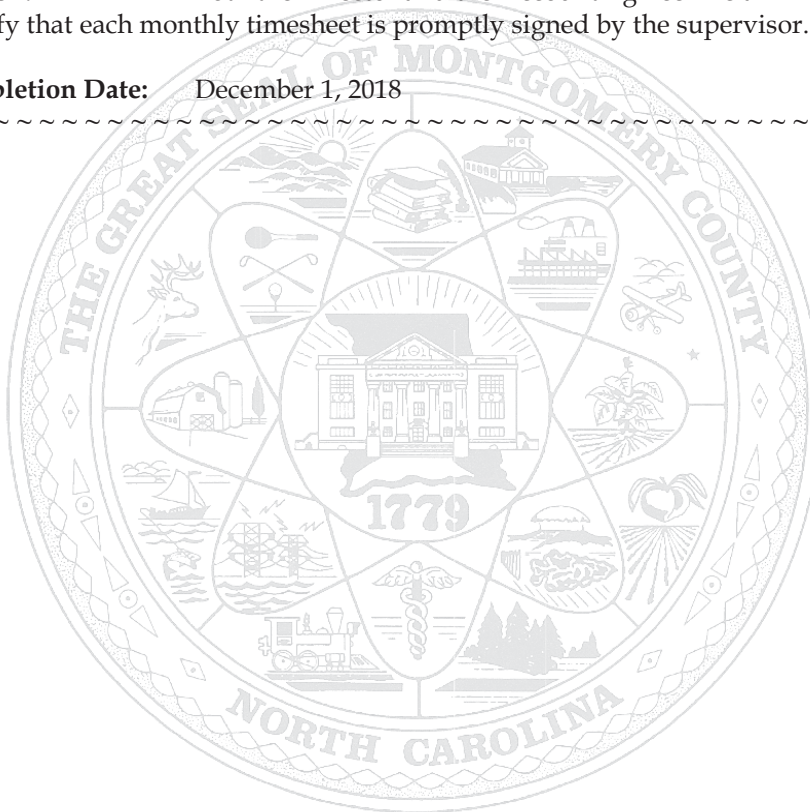 ify that each monthly timesheet is promptly signed by the supervisor.
pletion Date: December 1, 2018
~ ~ ~ ~ ~ ~ ~ ~ ~ ~ ~ ~ ~ ~ ~ ~ ~ ~ ~ ~ ~ ~ ~ ~ ~ ~ ~ ~ ~ ~ ~ ~ ~ ~ ~ ~ ~ ~ ~ ~ ~ ~ ~ ~ ~ ~ ~ ~ ~ ~
THE GREAT SEAL OF MONTGOMERY COUNTY
1779
NORTH CAROLINA